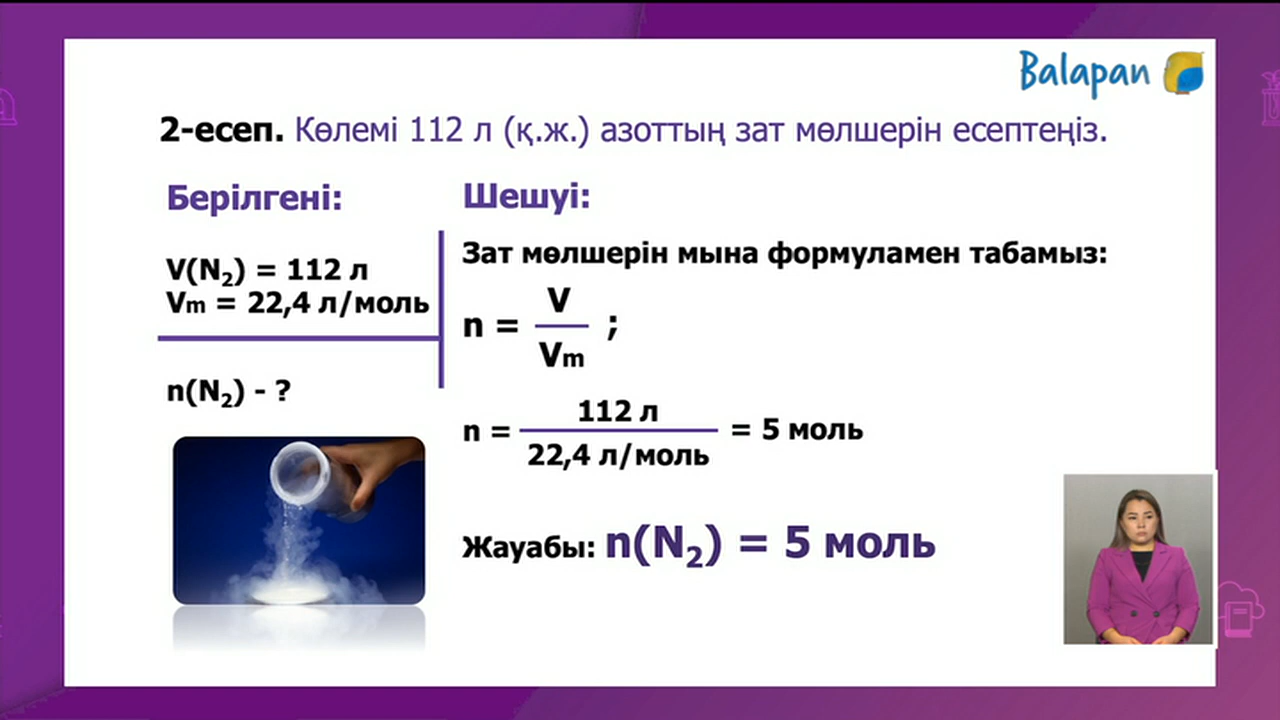 Balapan
2-есеп. Көлемі 112 л (қ.ж.) азоттың зат мөлшерін есептеңіз.
Берілгені:
V(N₂) = 112 л
Vm = 22,4 л/моль
n(N₂) - ?
Шешуі:
Зат мөлшерін мына формуламен табамыз:
n = V / Vm ;
n = 112 л / 22,4 л/моль = 5 моль
Жауабы: n(N₂) = 5 моль